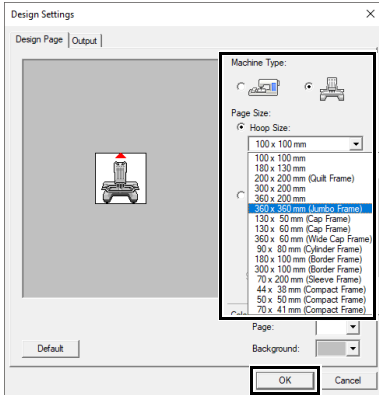 Design Settings
Design Page
Output
Machine Type:
Page Size:
Hoop Size:
100 x 100 mm
100 x 100 mm
180 x 130 mm
200 x 200 mm (Quilt Frame)
300 x 200 mm
360 x 200 mm
360 x 360 mm (Jumbo Frame)
130 x 50 mm (Cap Frame)
130 x 60 mm (Cap Frame)
360 x 60 mm (Wide Cap Frame)
90 x 80 mm (Cylinder Frame)
180 x 100 mm (Border Frame)
300 x 100 mm (Border Frame)
70 x 200 mm (Sleeve Frame)
44 x 38 mm (Compact Frame)
50 x 50 mm (Compact Frame)
70 x 41 mm (Compact Frame)
Page:
Default
Background:
OK
Cancel